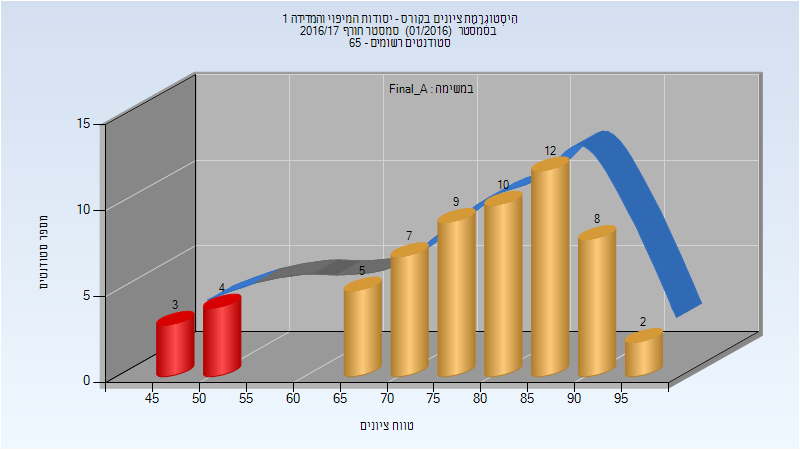 היסטוגרמת ציונים בקורס - יסודות המיפוי והמדידה 1
בסמסטר (01/2016) סמסטר חורף 2016/17
סטודנטים רשומים - 65
במשימה : Final_A
מספר סטודנטים
15
10
5
0
3
4
5
7
9
10
12
8
2
45 50 55 60 65 70 75 80 85 90 95
טווח ציונים